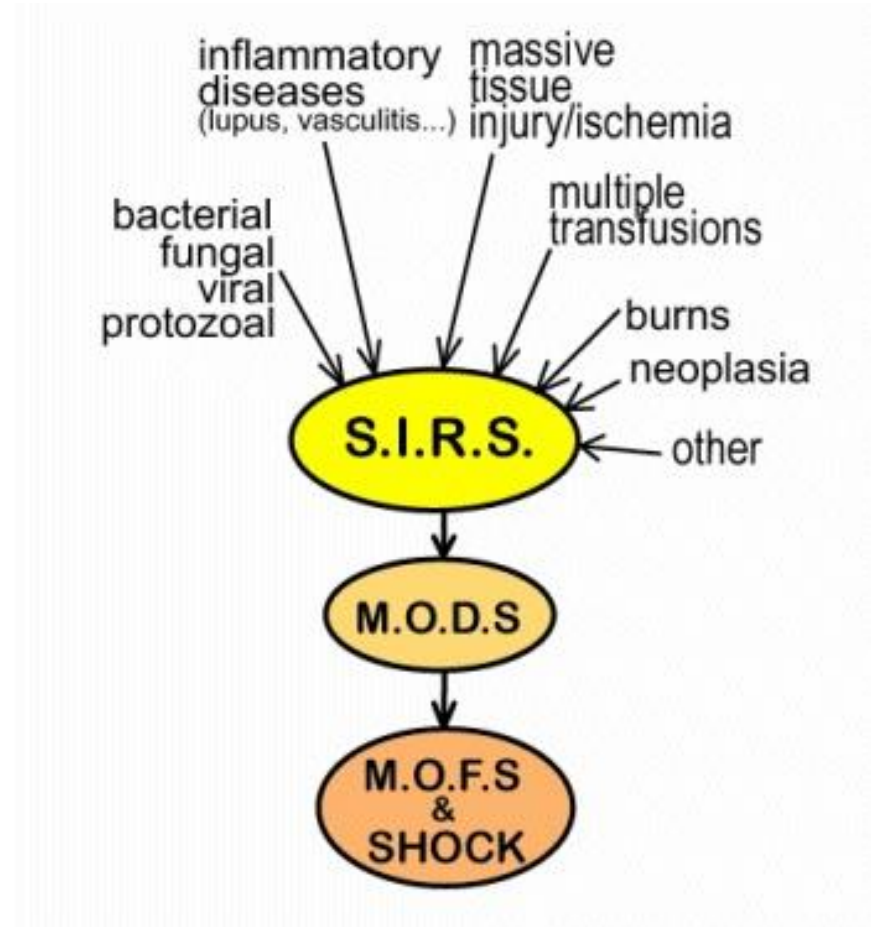 inflammatory
diseases
(lupus, vasculitis...)
massive
tissue
injury/ischemia
bacterial
fungal
viral
protozoal
multiple
transfusions
burns
neoplasia
other
S.I.R.S.
M.O.D.S
M.O.F.S
&
SHOCK